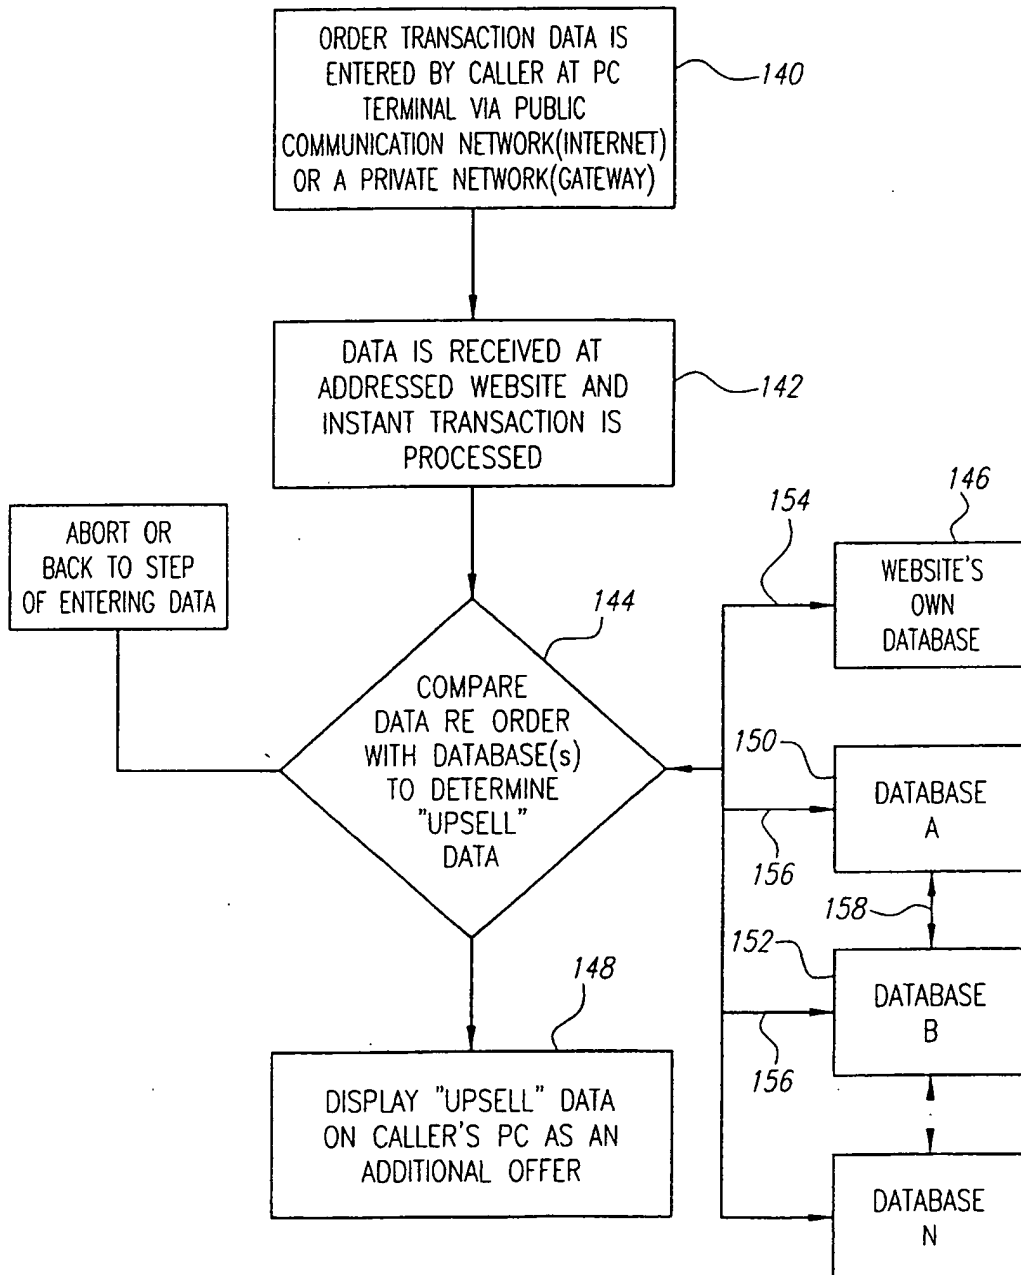 ORDER TRANSACTION DATA IS
ENTERED BY CALLER AT PC
TERMINAL VIA PUBLIC
COMMUNICATION NETWORK(INTERNET)
OR A PRIVATE NETWORK(GATEWAY)
140
DATA IS RECEIVED AT
ADDRESSED WEBSITE AND
INSTANT TRANSACTION IS
PROCESSED
142
ABORT OR
BACK TO STEP
OF ENTERING DATA
144
COMPARE
DATA RE ORDER
WITH DATABASE(s)
TO DETERMINE
"UPSELL"
DATA
154
146
WEBSITE'S
OWN
DATABASE
150
DATABASE
A
156
158
152
DATABASE
B
156
148
DISPLAY "UPSELL" DATA
ON CALLER'S PC AS AN
ADDITIONAL OFFER
DATABASE
N